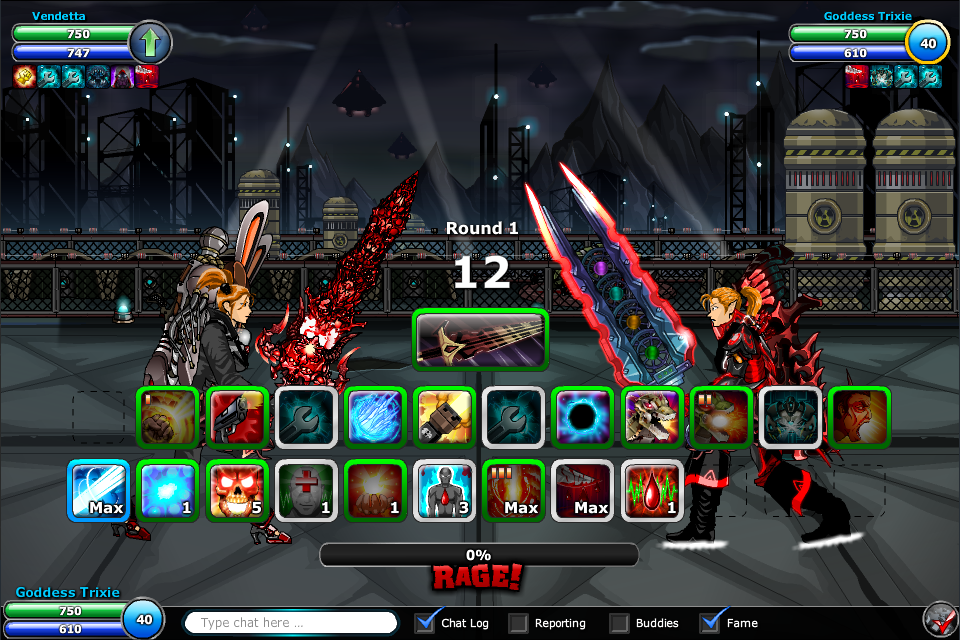 Vendetta
750
747
Goddess Trixie
750
610
40
Round 1
12
Max
1
5
1
1
3
Max
Max
1
0%
RAGE!
Goddess Trixie
750
610
40
Type chat here ...
Chat Log
Reporting
Buddies
Fame